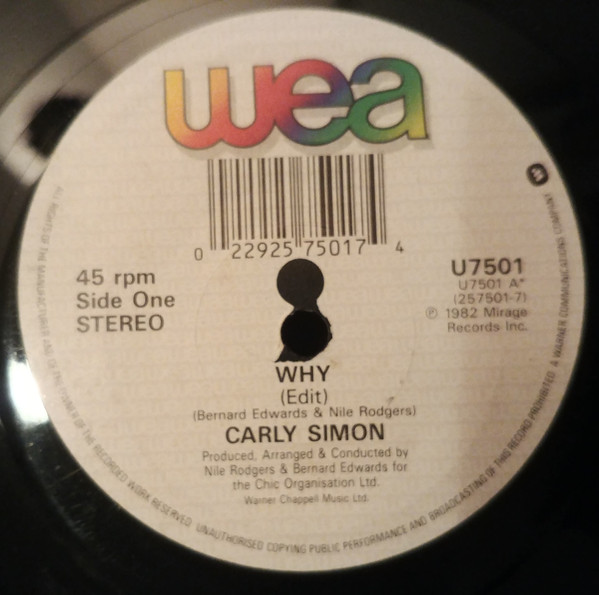 wea
0 22925 75017 4
45 rpm
Side One
STEREO
U7501
U7501 A*
(257501-7)
℗ 1982 Mirage
Records Inc.
WHY
(Edit)
(Bernard Edwards & Nile Rodgers)
CARLY SIMON
Produced, Arranged & Conducted by
Nile Rodgers & Bernard Edwards for
the Chic Organisation Ltd.
Warner Chappell Music Ltd.
ALL RIGHTS OF THE MANUFACTURER AND OF THE OWNER OF THE RECORDED WORK RESERVED. UNAUTHORISED COPYING PUBLIC PERFORMANCE AND BROADCASTING OF THIS RECORD PROHIBITED. A WARNER COMMUNICATIONS COMPANY